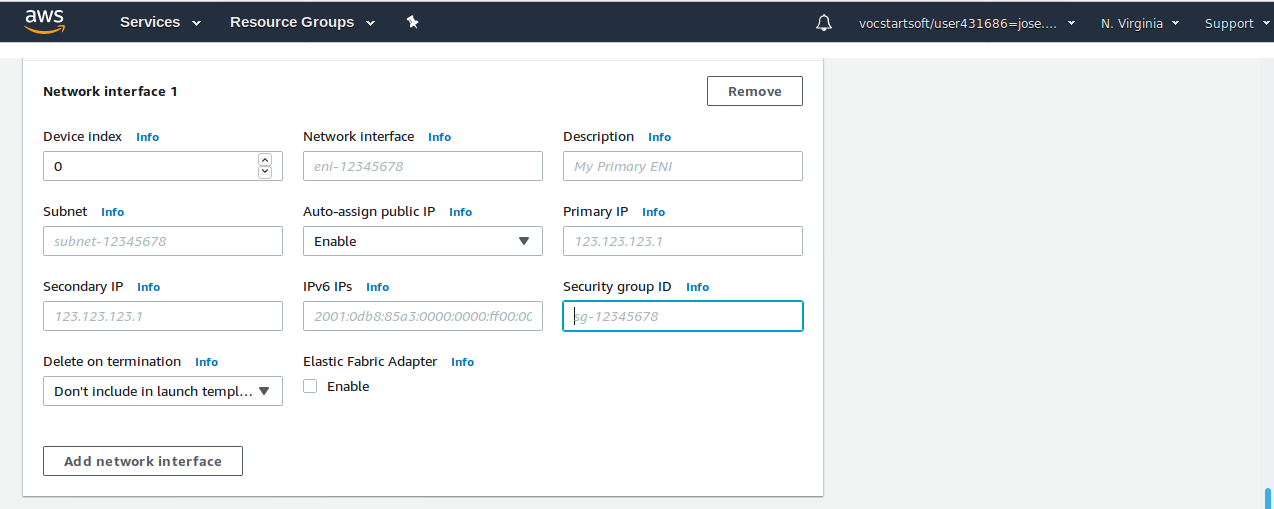 aws Services Resource Groups vocstartsoft/user431686=jose.... N. Virginia Support
Network interface 1 Remove
Device index Info Network interface Info Description Info
0 eni-12345678 My Primary ENI
Subnet Info Auto-assign public IP Info Primary IP Info
subnet-12345678 Enable 123.123.123.1
Secondary IP Info IPv6 IPs Info Security group ID Info
123.123.123.1 2001:0db8:85a3:0000:0000:ff00:00 sg-12345678
Delete on termination Info Elastic Fabric Adapter Info
Don't include in launch templ... Enable
Add network interface